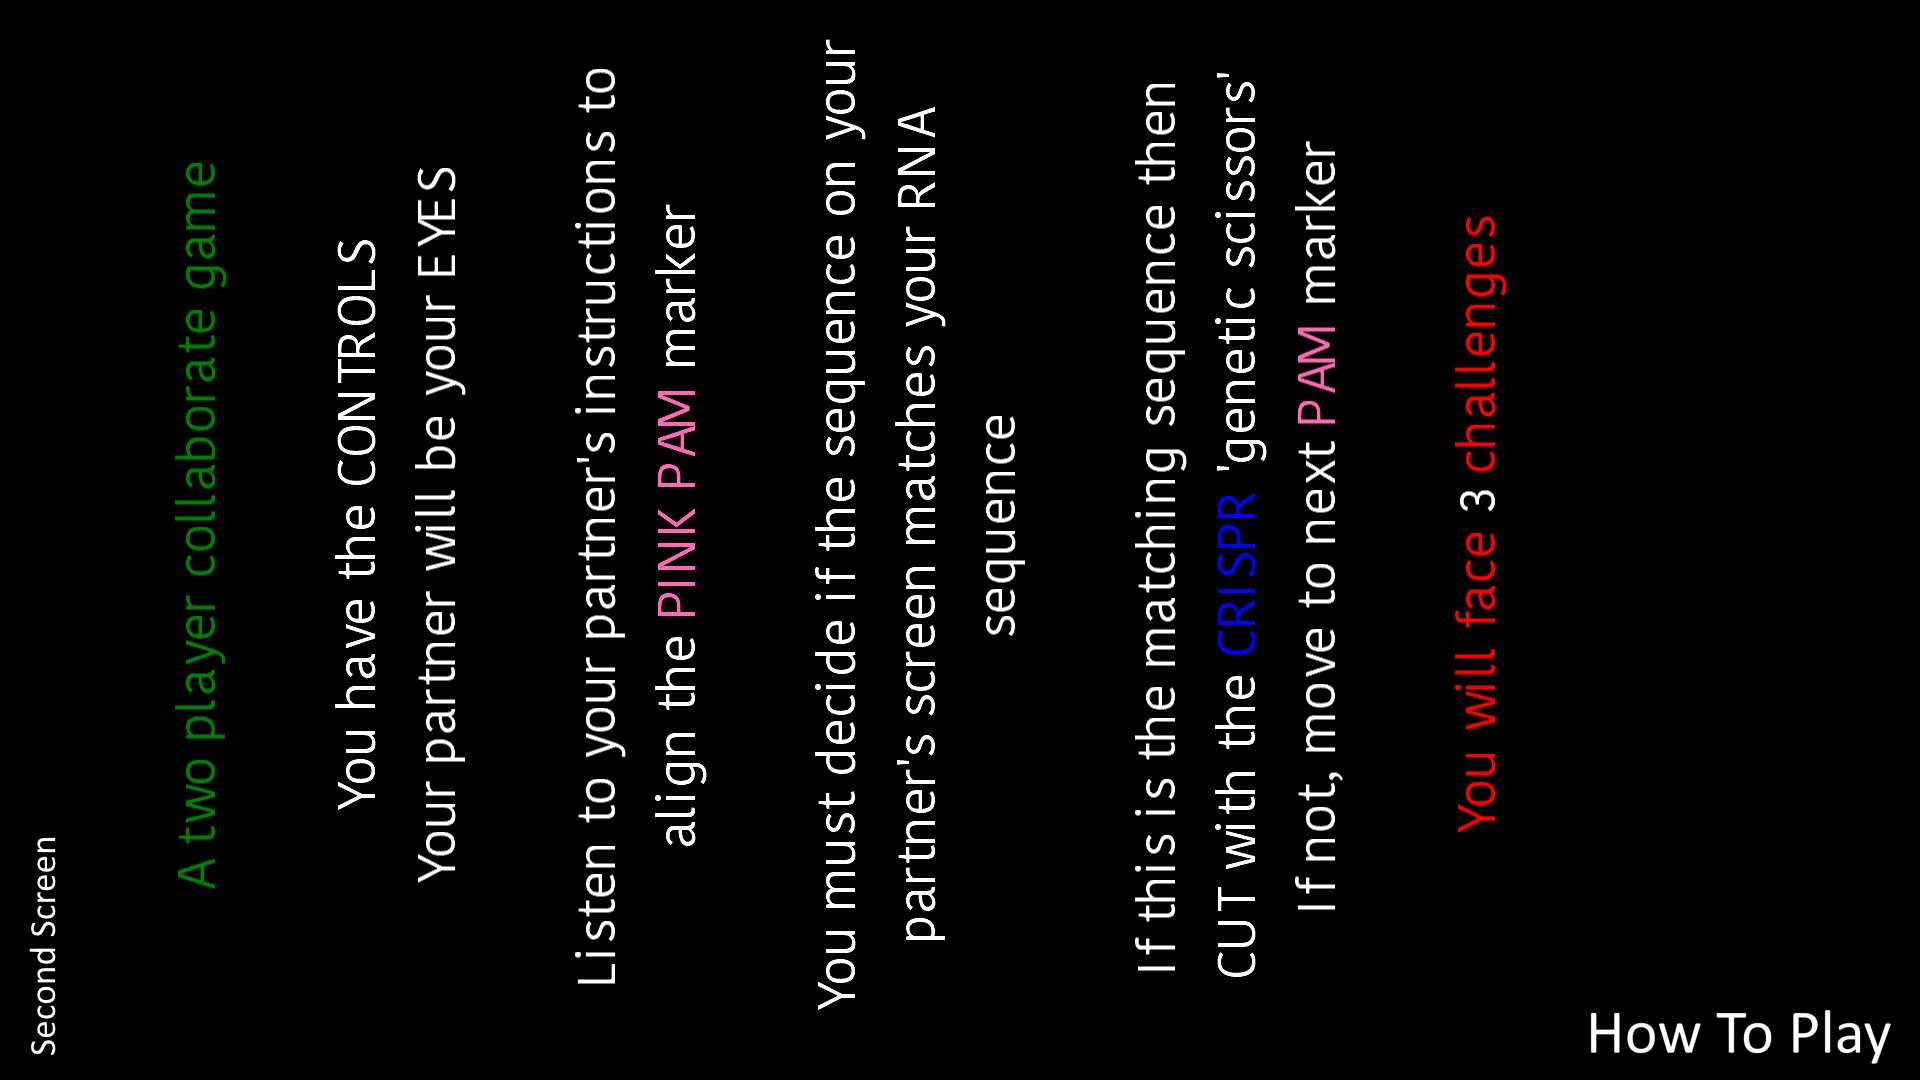 Second Screen
A two player collaborate game
You have the CONTROLS
Your partner will be your EYES
Listen to your partner's instructions to
align the PINK PAM marker
You must decide if the sequence on your
partner's screen matches your RNA
sequence
If this is the matching sequence then
CUT with the CRISPR 'genetic scissors'
If not, move to next PAM marker
You will face 3 challenges
How To Play